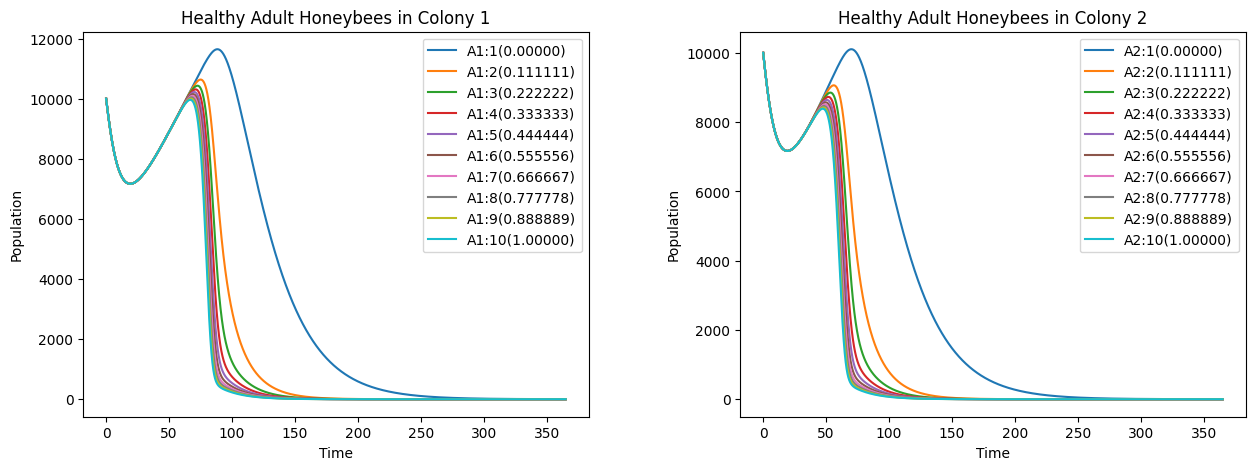 Healthy Adult Honeybees in Colony 1
12000
10000
8000
6000
4000
2000
0
Population
0 50 100 150 200 250 300 350
Time
A1:1(0.00000)
A1:2(0.111111)
A1:3(0.222222)
A1:4(0.333333)
A1:5(0.444444)
A1:6(0.555556)
A1:7(0.666667)
A1:8(0.777778)
A1:9(0.888889)
A1:10(1.00000)
Healthy Adult Honeybees in Colony 2
10000
8000
6000
4000
2000
0
Population
0 50 100 150 200 250 300 350
Time
A2:1(0.00000)
A2:2(0.111111)
A2:3(0.222222)
A2:4(0.333333)
A2:5(0.444444)
A2:6(0.555556)
A2:7(0.666667)
A2:8(0.777778)
A2:9(0.888889)
A2:10(1.00000)